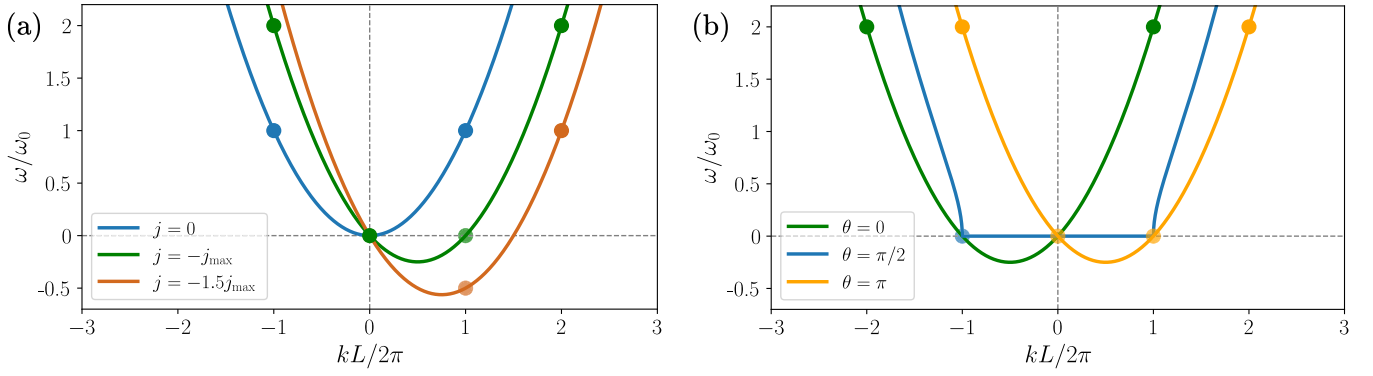 (a)
ω/ω₀
2
1.5
1
0.5
0
-0.5
j = 0
j = −j_max
j = −1.5j_max
−3 −2 −1 0 1 2 3
kL/2π
(b)
ω/ω₀
2
1.5
1
0.5
0
-0.5
θ = 0
θ = π/2
θ = π
−3 −2 −1 0 1 2 3
kL/2π